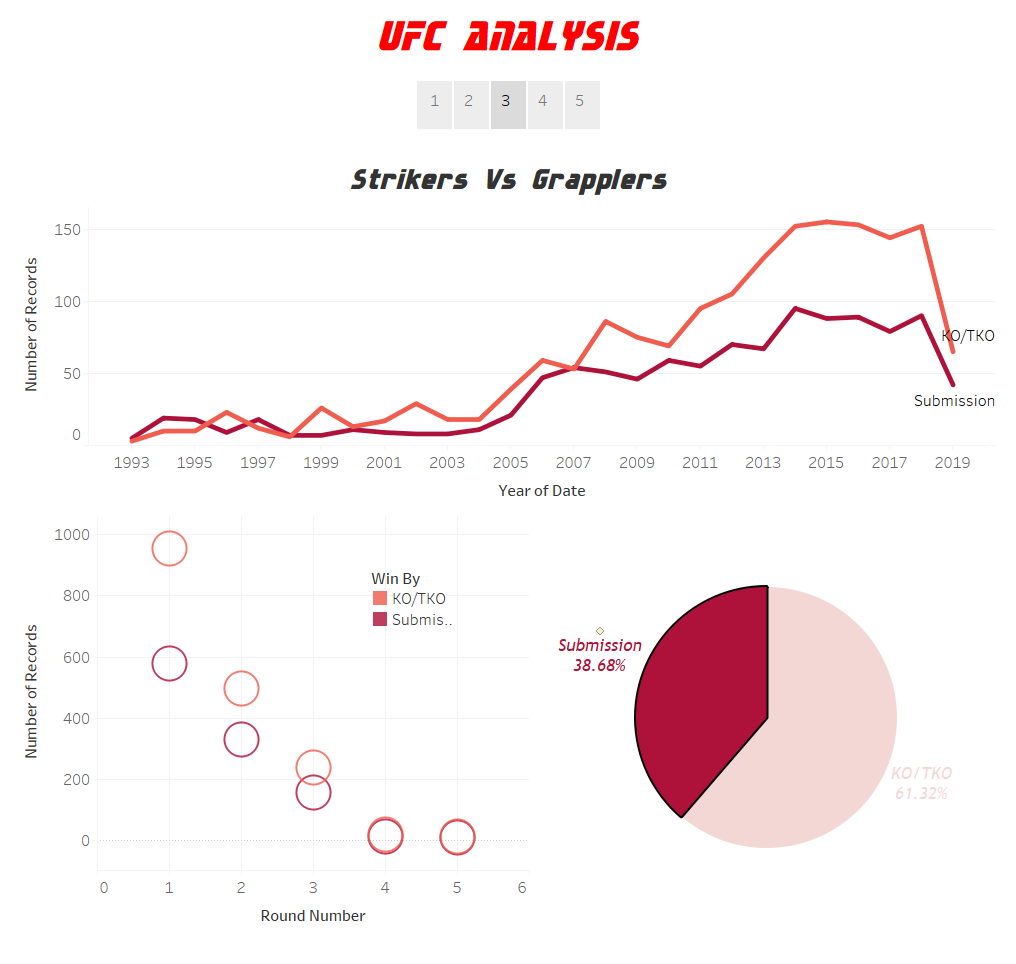 UFC ANALYSIS
1 2 3 4 5
Strikers Vs Grapplers
Number of Records
150
100
50
0
KO/TKO
Submission
1993 1995 1997 1999 2001 2003 2005 2007 2009 2011 2013 2015 2017 2019
Year of Date
Number of Records
1000
800
600
400
200
0
Win By
KO/TKO
Submis..
0 1 2 3 4 5 6
Round Number
Submission
38.68%
KO/TKO
61.32%